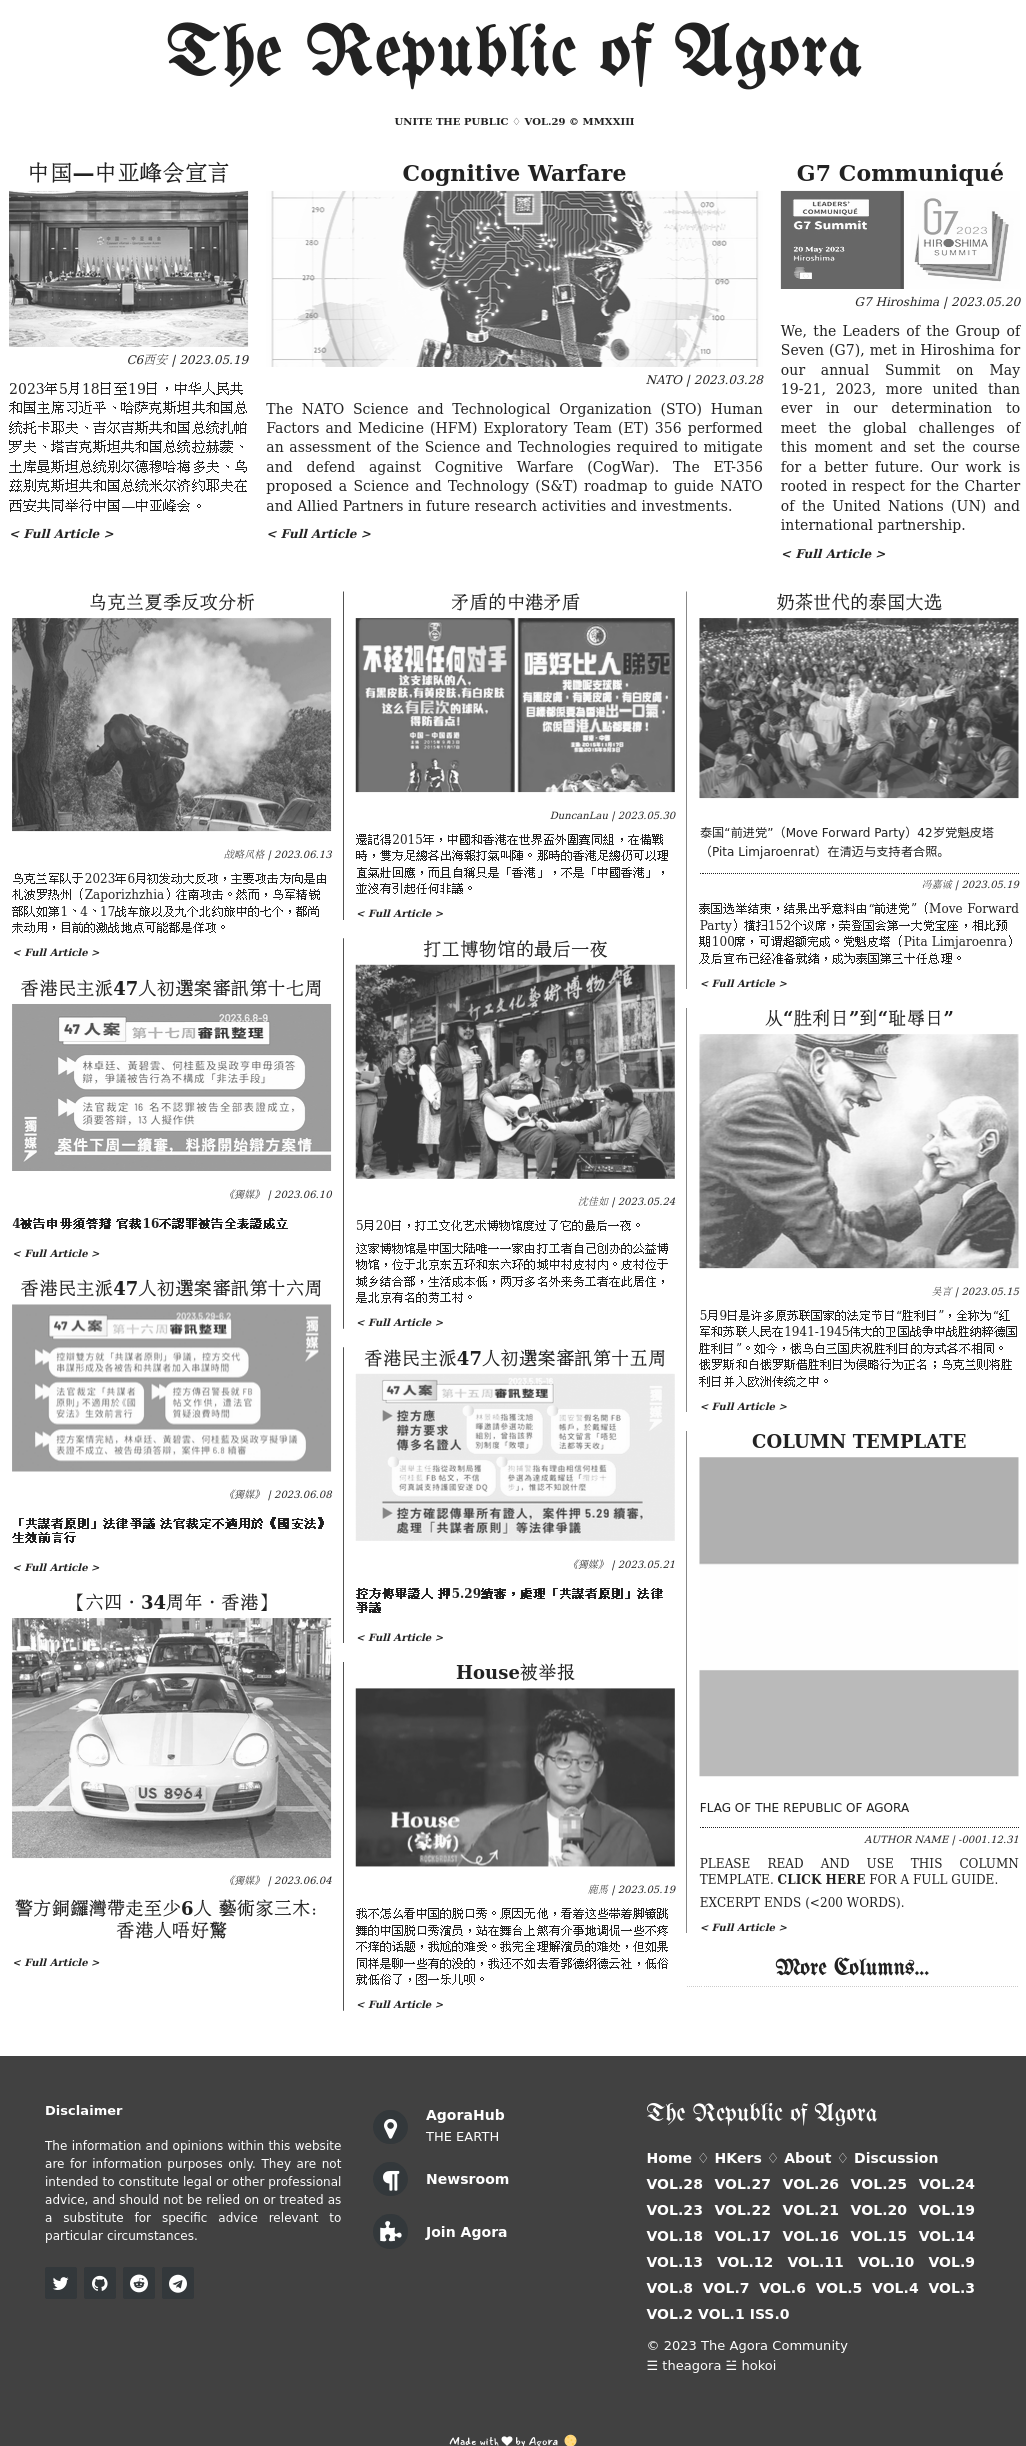 The Republic of Agora
UNITE THE PUBLIC ♢ VOL.29 © MMXXIII
中国—中亚峰会宣言
C6西安 | 2023.05.19
2023年5月18日至19日，中华人民共
和国主席习近平、哈萨克斯坦共和国总
统托卡耶夫、吉尔吉斯共和国总统扎帕
罗夫、塔吉克斯坦共和国总统拉赫蒙、
土库曼斯坦总统别尔德穆哈梅多夫、乌
兹别克斯坦共和国总统米尔济约耶夫在
西安共同举行中国—中亚峰会。
< Full Article >
Cognitive Warfare
290
280
270
260
250
070
080
090
110
NATO | 2023.03.28
The NATO Science and Technological Organization (STO) Human
Factors and Medicine (HFM) Exploratory Team (ET) 356 performed
an assessment of the Science and Technologies required to mitigate
and defend against Cognitive Warfare (CogWar). The ET-356
proposed a Science and Technology (S&T) roadmap to guide NATO
and Allied Partners in future research activities and investments.
< Full Article >
G7 Communiqué
LEADERS'
COMMUNIQUÉ
G7 Summit
20 May 2023
Hiroshima
G7
2023
HIROSHIMA
SUMMIT
G7 Hiroshima | 2023.05.20
We, the Leaders of the Group of
Seven (G7), met in Hiroshima for
our annual Summit on May
19-21, 2023, more united than
ever in our determination to
meet the global challenges of
this moment and set the course
for a better future. Our work is
rooted in respect for the Charter
of the United Nations (UN) and
international partnership.
< Full Article >
乌克兰夏季反攻分析
战略风格 | 2023.06.13
乌克兰军队于2023年6月初发动大反攻，主要攻击方向是由
札波罗热州（Zaporizhzhia）往南攻击。然而，乌军精锐
部队如第1、4、17战车旅以及九个北约旅中的七个，都尚
未动用，目前的激战地点可能都是佯攻。
< Full Article >
香港民主派47人初選案審訊第十七周
2023.6.8-9
47 人案 第十七周審訊整理
林卓廷、黃碧雲、何桂藍及吳政亨申毋須答
辯，爭議被告行為不構成「非法手段」
法官裁定 16 名不認罪被告全部表證成立，
須要答辯，13 人擬作供
獨媒
案件下周一續審，料將開始辯方案情
《獨媒》 | 2023.06.10
4被告申毋須答辯 官裁16不認罪被告全表證成立
< Full Article >
香港民主派47人初選案審訊第十六周
2023.5.29-6.2
47 人案 第十六周審訊整理
獨媒
控辯雙方就「共謀者原則」爭議，控方交代
串謀形成及各被告和共謀者加入串謀時間
法官裁定「共謀者
原則」不適用於《國
安法》生效前言行
控方傳召警長就 FB
帖文作供，遭法官
質疑浪費時間
控方案情完結，林卓廷、黃碧雲、何桂藍及吳政亨擬爭議
表證不成立、被告毋須答辯，案件押 6.8 續審
《獨媒》 | 2023.06.08
「共謀者原則」法律爭議 法官裁定不適用於《國安法》
生效前言行
< Full Article >
【六四．34周年．香港】
US 8964
《獨媒》 | 2023.06.04
警方銅鑼灣帶走至少6人 藝術家三木：
香港人唔好驚
< Full Article >
矛盾的中港矛盾
不轻视任何对手
这支球队的人，
有黑皮肤，有黄皮肤，有白皮肤
这么有层次的球队，
得防着点！
唔好比人睇死
我哋呢支球隊，
有黑皮膚，有黃皮膚，有白皮膚，
目標都係要為香港出一口氣，
你係香港人點都要撐！
DuncanLau | 2023.05.30
還記得2015年，中國和香港在世界盃外圍賽同組，在備戰
時，雙方足總各出海報打氣叫陣。那時的香港足總仍可以理
直氣壯回應，而且自稱只是「香港」，不是「中國香港」，
並沒有引起任何非議。
< Full Article >
打工博物馆的最后一夜
打工文化藝術博物館
沈佳如 | 2023.05.24
5月20日，打工文化艺术博物馆度过了它的最后一夜。
这家博物馆是中国大陆唯一一家由打工者自己创办的公益博
物馆，位于北京东五环和东六环的城中村皮村内。皮村位于
城乡结合部，生活成本低，两万多名外来务工者在此居住，
是北京有名的劳工村。
< Full Article >
香港民主派47人初選案審訊第十五周
47 人案 第十五周審訊整理
控方應
辯方要求
傳多名證人
控方確認傳畢所有證人，案件押 5.29 續審，
處理「共謀者原則」等法律爭議
《獨媒》 | 2023.05.21
控方傳畢證人 押5.29續審，處理「共謀者原則」法律
爭議
< Full Article >
House被举报
House
(豪斯)
ROCK&ROAST
鹿馬 | 2023.05.19
我不怎么看中国的脱口秀。原因无他，看着这些带着脚镣跳
舞的中国脱口秀演员，站在舞台上煞有介事地调侃一些不疼
不痒的话题，我尬的难受。我完全理解演员的难处，但如果
同样是聊一些有的没的，我还不如去看郭德纲德云社，低俗
就低俗了，图一乐儿呗。
< Full Article >
奶茶世代的泰国大选
泰国“前进党”（Move Forward Party）42岁党魁皮塔
（Pita Limjaroenrat）在清迈与支持者合照。
冯嘉诚 | 2023.05.19
泰国选举结束，结果出乎意料由“前进党”（Move Forward
Party）横扫152个议席，荣登国会第一大党宝座，相比预
期100席，可谓超额完成。党魁皮塔（Pita Limjaroenra）
及后宣布已经准备就绪，成为泰国第三十任总理。
< Full Article >
从“胜利日”到“耻辱日”
吴言 | 2023.05.15
5月9日是许多原苏联国家的法定节日“胜利日”，全称为“红
军和苏联人民在1941-1945伟大的卫国战争中战胜纳粹德国
胜利日”。如今，俄乌白三国庆祝胜利日的方式各不相同。
俄罗斯和白俄罗斯借胜利日为侵略行为正名；乌克兰则将胜
利日并入欧洲传统之中。
< Full Article >
COLUMN TEMPLATE
FLAG OF THE REPUBLIC OF AGORA
AUTHOR NAME | -0001.12.31
PLEASE READ AND USE THIS COLUMN
TEMPLATE. CLICK HERE FOR A FULL GUIDE.
EXCERPT ENDS (<200 WORDS).
< Full Article >
More Columns...
Disclaimer
The information and opinions within this website
are for information purposes only. They are not
intended to constitute legal or other professional
advice, and should not be relied on or treated as
a substitute for specific advice relevant to
particular circumstances.
AgoraHub
THE EARTH
Newsroom
Join Agora
The Republic of Agora
Home ♢ HKers ♢ About ♢ Discussion
VOL.28 VOL.27 VOL.26 VOL.25 VOL.24
VOL.23 VOL.22 VOL.21 VOL.20 VOL.19
VOL.18 VOL.17 VOL.16 VOL.15 VOL.14
VOL.13 VOL.12 VOL.11 VOL.10 VOL.9
VOL.8 VOL.7 VOL.6 VOL.5 VOL.4 VOL.3
VOL.2 VOL.1 ISS.0
© 2023 The Agora Community
☰ theagora ☱ hokoi
Made with ♥ by Agora